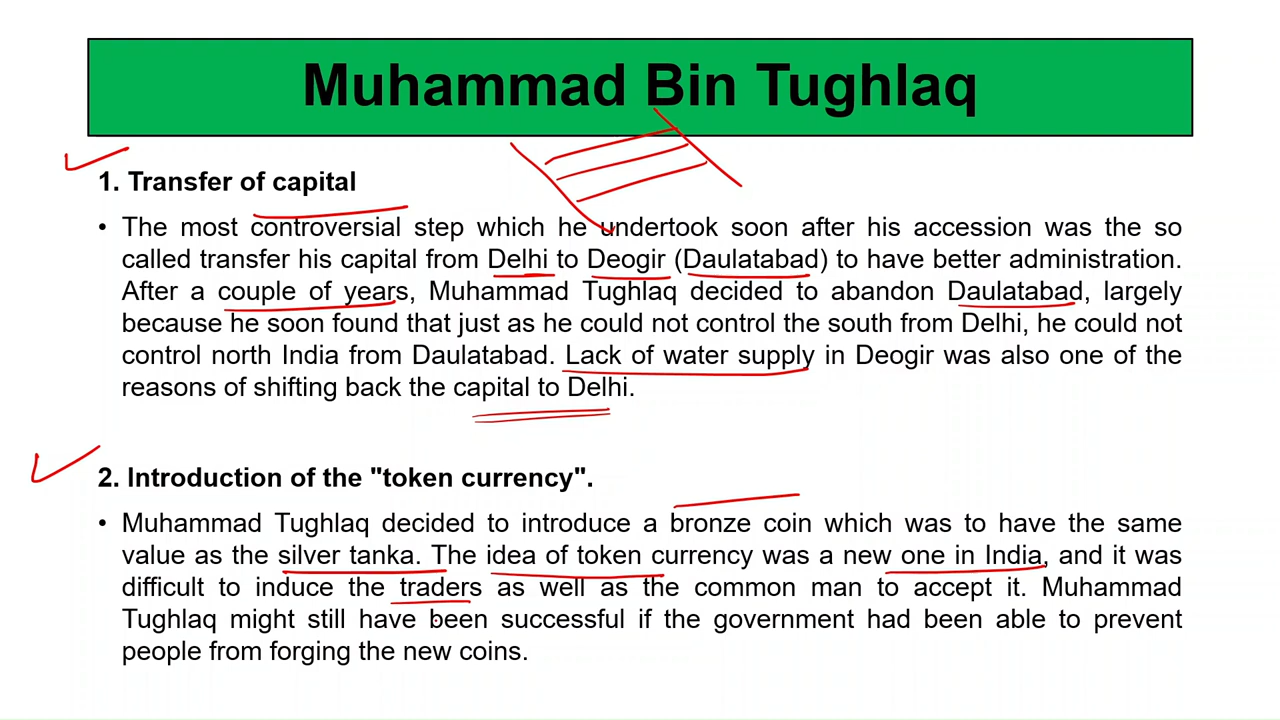 Muhammad Bin Tughlaq
1. Transfer of capital
• The most controversial step which he undertook soon after his accession was the so
called transfer his capital from Delhi to Deogir (Daulatabad) to have better administration.
After a couple of years, Muhammad Tughlaq decided to abandon Daulatabad, largely
because he soon found that just as he could not control the south from Delhi, he could not
control north India from Daulatabad. Lack of water supply in Deogir was also one of the
reasons of shifting back the capital to Delhi.
2. Introduction of the "token currency".
• Muhammad Tughlaq decided to introduce a bronze coin which was to have the same
value as the silver tanka. The idea of token currency was a new one in India, and it was
difficult to induce the traders as well as the common man to accept it. Muhammad
Tughlaq might still have been successful if the government had been able to prevent
people from forging the new coins.